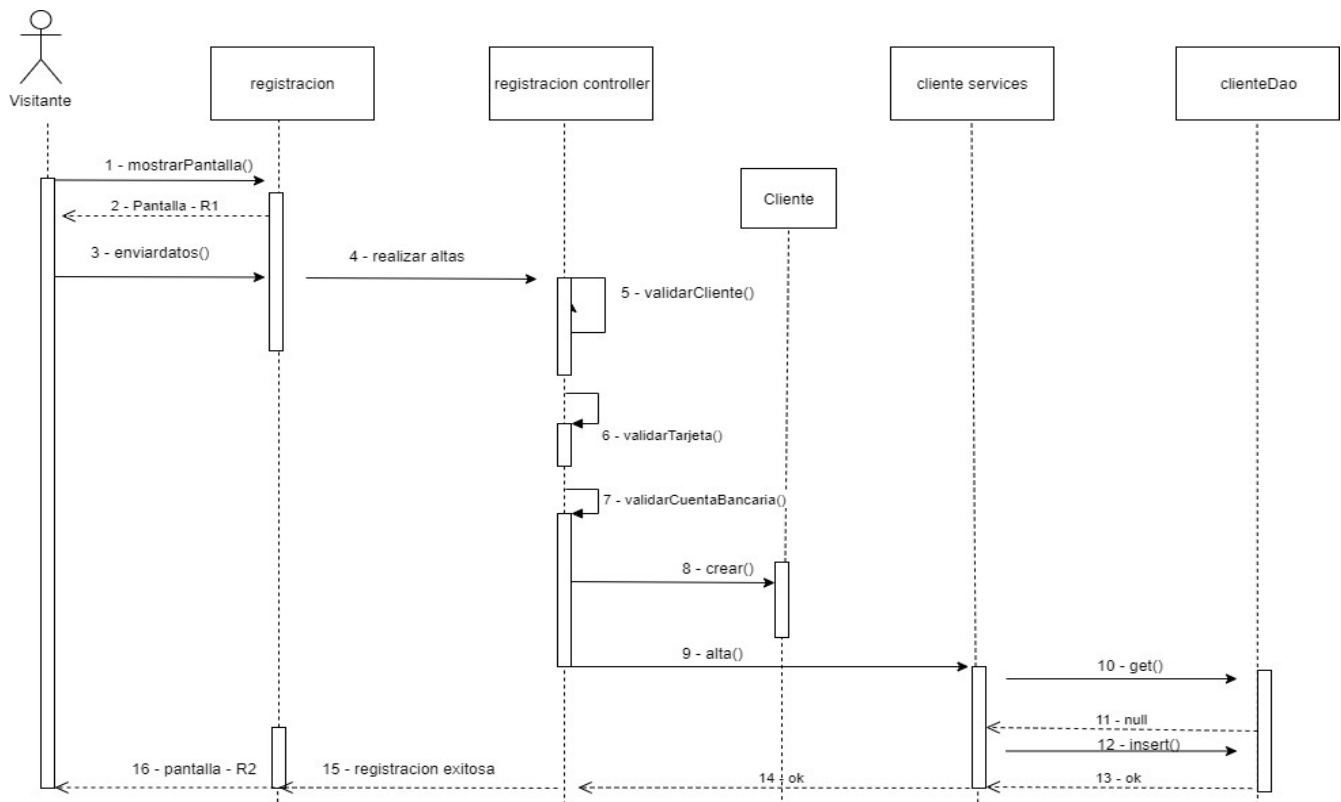 Visitante
registracion
registracion controller
cliente services
clienteDao
1 - mostrarPantalla()
Cliente
2 - Pantalla - R1
3 - enviardatos()
4 - realizar altas
5 - validarCliente()
6 - validarTarjeta()
7 - validarCuentaBancaria()
8 - crear()
9 - alta()
10 - get()
11 - null
12 - insert()
16 - pantalla - R2
15 - registracion exitosa
14 - ok
13 - ok